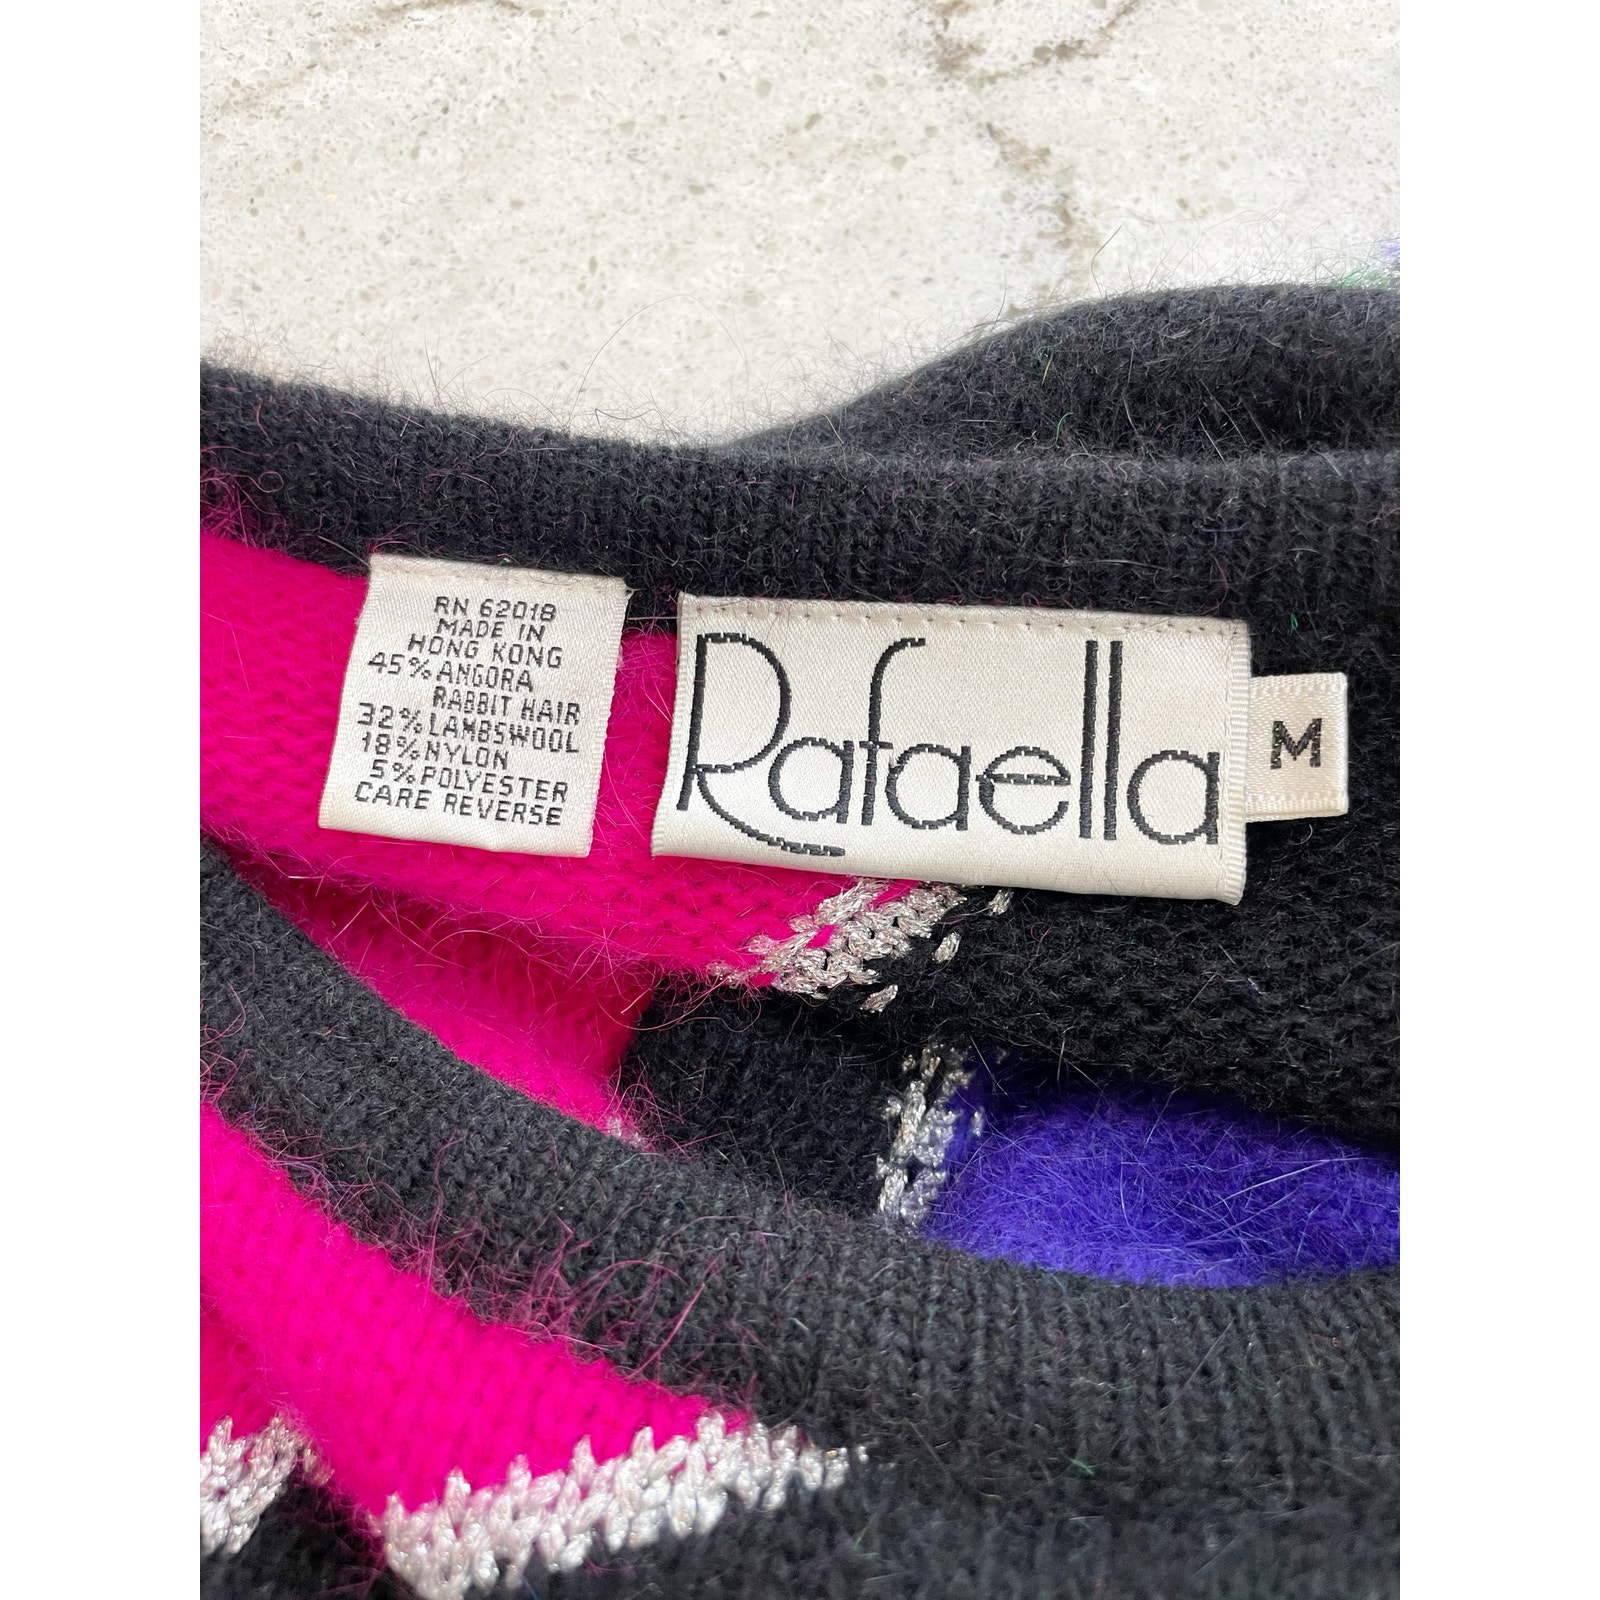 RN 62018
MADE IN
HONG KONG
45% ANGORA
RABBIT HAIR
32% LAMBSWOOL
18% NYLON
5% POLYESTER
CARE REVERSE
Rafaella
M